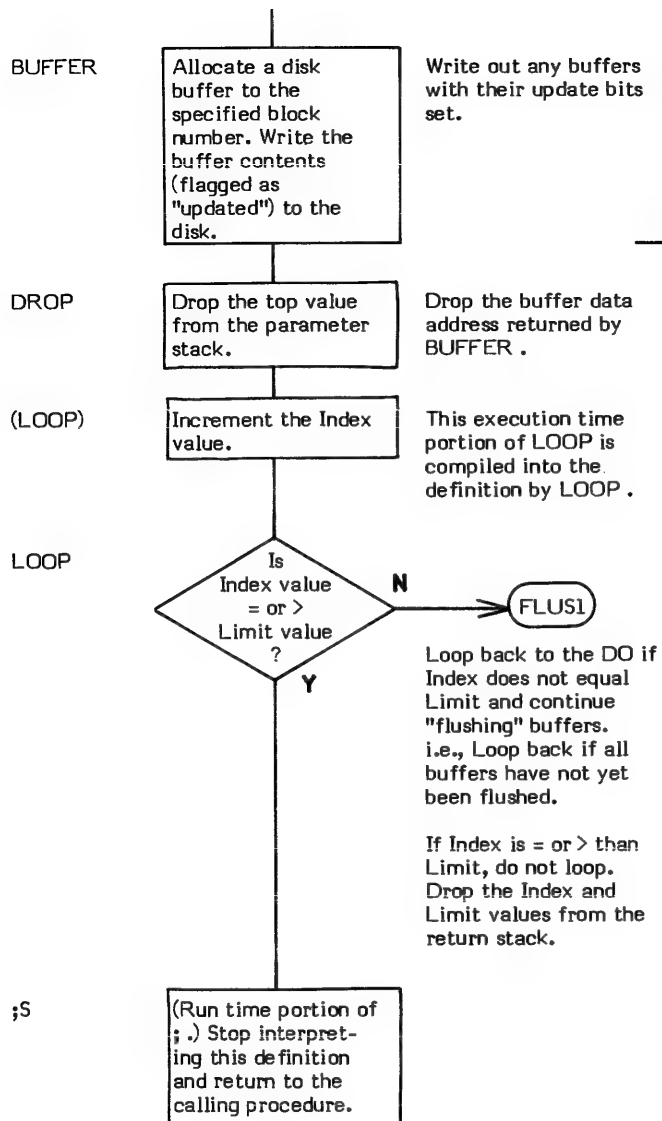 BUFFER
Allocate a disk
buffer to the
specified block
number. Write the
buffer contents
(flagged as
"updated") to the
disk.
Write out any buffers
with their update bits
set.
DROP
Drop the top value
from the parameter
stack.
Drop the buffer data
address returned by
BUFFER .
(LOOP)
Increment the Index
value.
This execution time
portion of LOOP is
compiled into the
definition by LOOP .
LOOP
Is
Index value
= or >
Limit value
?
N
Y
FLUS1
Loop back to the DO if
Index does not equal
Limit and continue
"flushing" buffers.
i.e., Loop back if all
buffers have not yet
been flushed.
If Index is = or > than
Limit, do not loop.
Drop the Index and
Limit values from the
return stack.
;S
(Run time portion of
; .) Stop interpret-
ing this definition
and return to the
calling procedure.